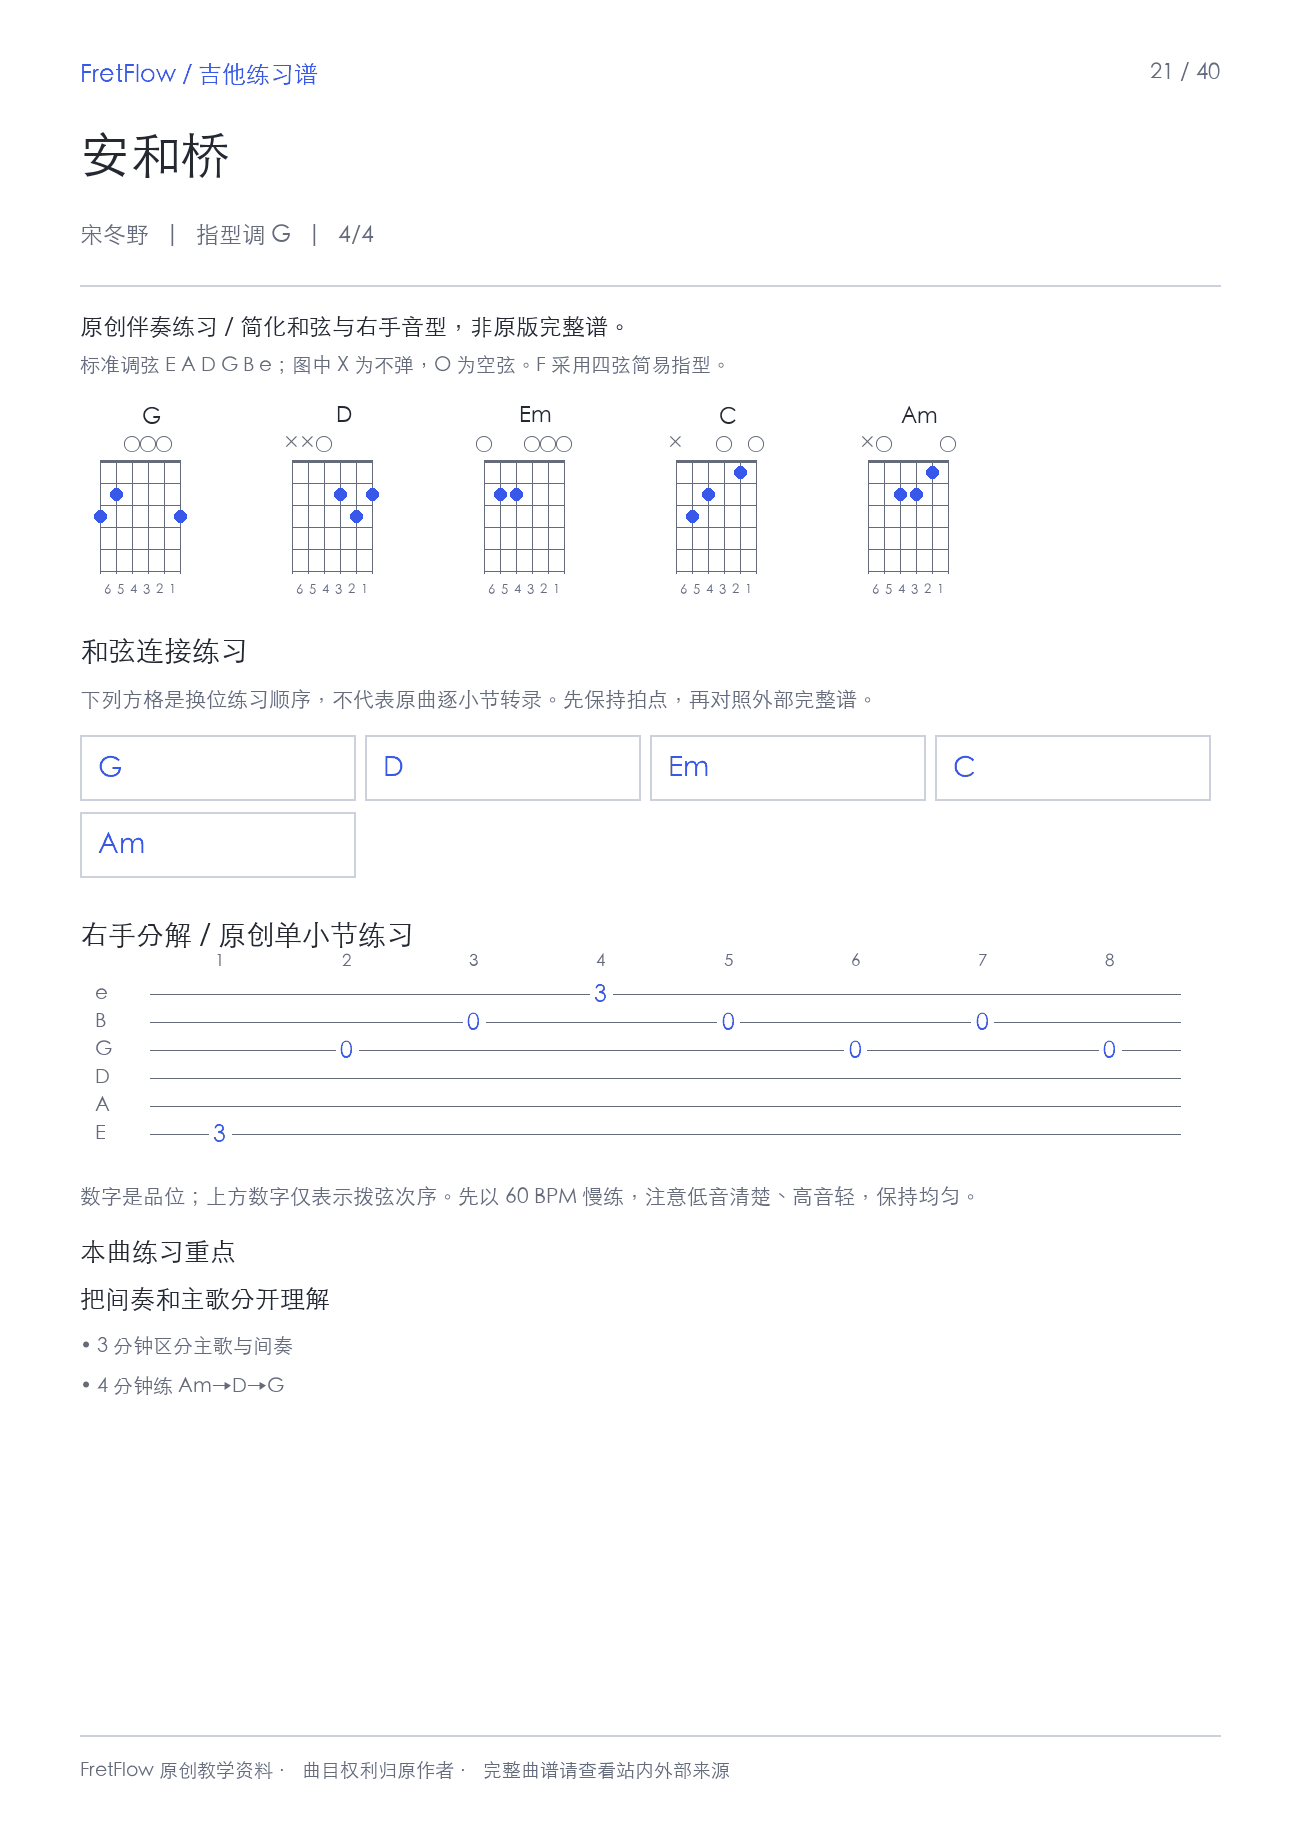 FretFlow / 吉他练习谱
21 / 40
安和桥
宋冬野 | 指型调 G | 4/4
原创伴奏练习 / 简化和弦与右手音型，非原版完整谱。
标准调弦 E A D G B e；图中 X 为不弹，O 为空弦。F 采用四弦简易指型。
G D Em C Am
××○ × ×○
6 5 4 3 2 1 6 5 4 3 2 1 6 5 4 3 2 1 6 5 4 3 2 1 6 5 4 3 2 1
和弦连接练习
下列方格是换位练习顺序，不代表原曲逐小节转录。先保持拍点，再对照外部完整谱。
G D Em C
Am
右手分解 / 原创单小节练习
1 2 3 4 5 6 7 8
e 3
B 0 0 0
G 0 0 0
D
A
E 3
数字是品位；上方数字仅表示拨弦次序。先以 60 BPM 慢练，注意低音清楚、高音轻，保持均匀。
本曲练习重点
把间奏和主歌分开理解
• 3 分钟区分主歌与间奏
• 4 分钟练 Am→D→G
FretFlow 原创教学资料 · 曲目权利归原作者 · 完整曲谱请查看站内外部来源